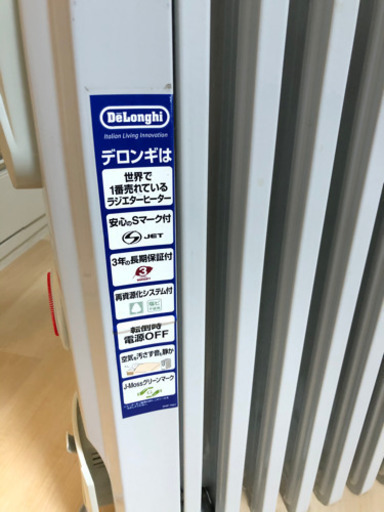 DeLonghi
Italian Living Innovation
デロンギは
世界で
1番売れている
ラジエターヒーター
安心のSマーク付
S JET
3年の長期保証付
3
再資源化システム付
転倒時
電源OFF
空気を汚さず音も静か
J-Mossグリーンマーク